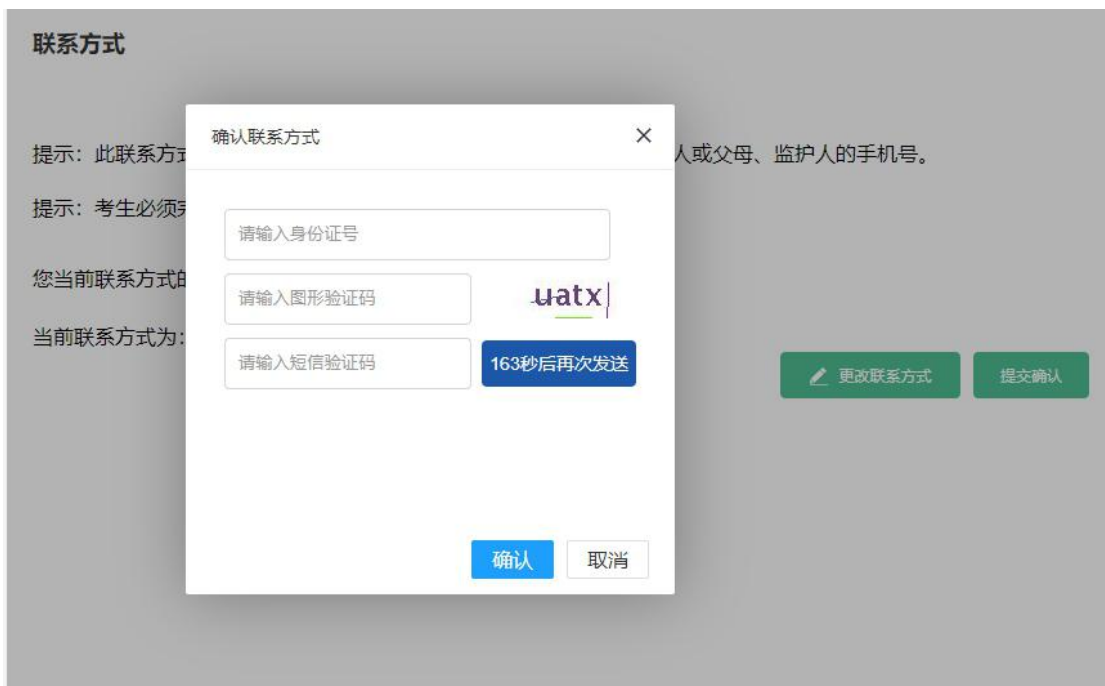 联系方式
确认联系方式
提示：此联系方
人或父母、监护人的手机号。
提示：考生必须
请输入身份证号
您当前联系方式
请输入图形验证码
uatx
当前联系方式为：
请输入短信验证码
163秒后再次发送
更改联系方式
提交确认
确认
取消